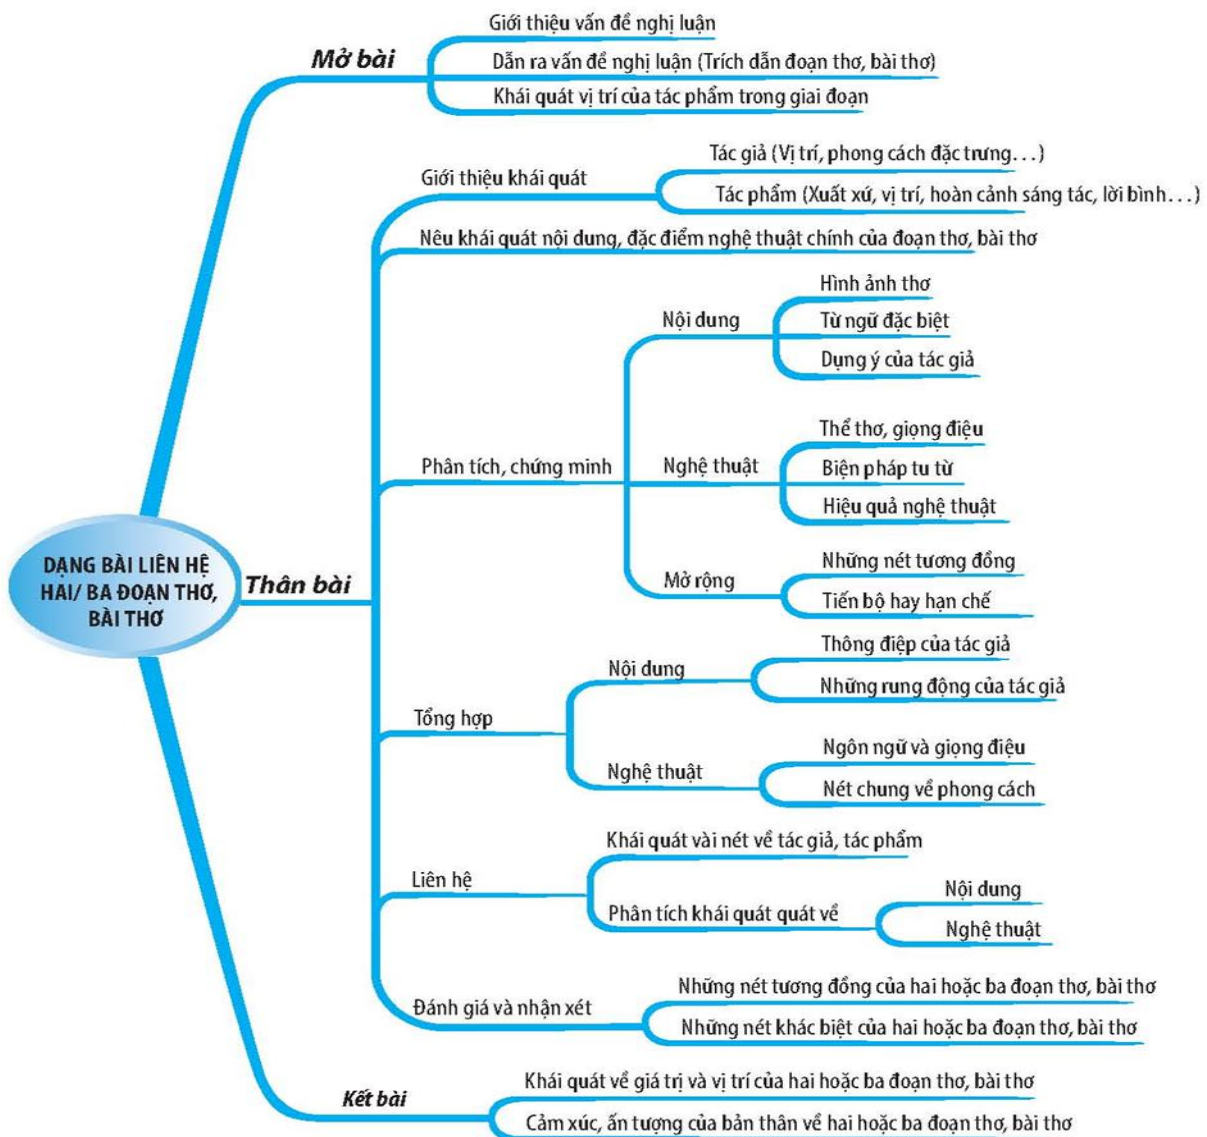 Giới thiệu vấn đề nghị luận
Mở bài
Dẫn ra vấn đề nghị luận (Trích dẫn đoạn thơ, bài thơ)
Khái quát vị trí của tác phẩm trong giai đoạn
Tác giả (Vị trí, phong cách đặc trưng...)
Giới thiệu khái quát
Tác phẩm (Xuất xứ, vị trí, hoàn cảnh sáng tác, lời bình...)
Nêu khái quát nội dung, đặc điểm nghệ thuật chính của đoạn thơ, bài thơ
Hình ảnh thơ
Nội dung
Từ ngữ đặc biệt
Dụng ý của tác giả
Thể thơ, giọng điệu
Phân tích, chứng minh
Nghệ thuật
Biện pháp tu từ
Hiệu quả nghệ thuật
Những nét tương đồng
Mở rộng
Tiến bộ hay hạn chế
DẠNG BÀI LIÊN HỆ
HAI/ BA ĐOẠN THƠ,
BÀI THƠ
Thân bài
Thông điệp của tác giả
Nội dung
Những rung động của tác giả
Tổng hợp
Ngôn ngữ và giọng điệu
Nghệ thuật
Nét chung về phong cách
Khái quát vài nét về tác giả, tác phẩm
Liên hệ
Nội dung
Phân tích khái quát quát về
Nghệ thuật
Những nét tương đồng của hai hoặc ba đoạn thơ, bài thơ
Đánh giá và nhận xét
Những nét khác biệt của hai hoặc ba đoạn thơ, bài thơ
Khái quát về giá trị và vị trí của hai hoặc ba đoạn thơ, bài thơ
Kết bài
Cảm xúc, ấn tượng của bản thân về hai hoặc ba đoạn thơ, bài thơ